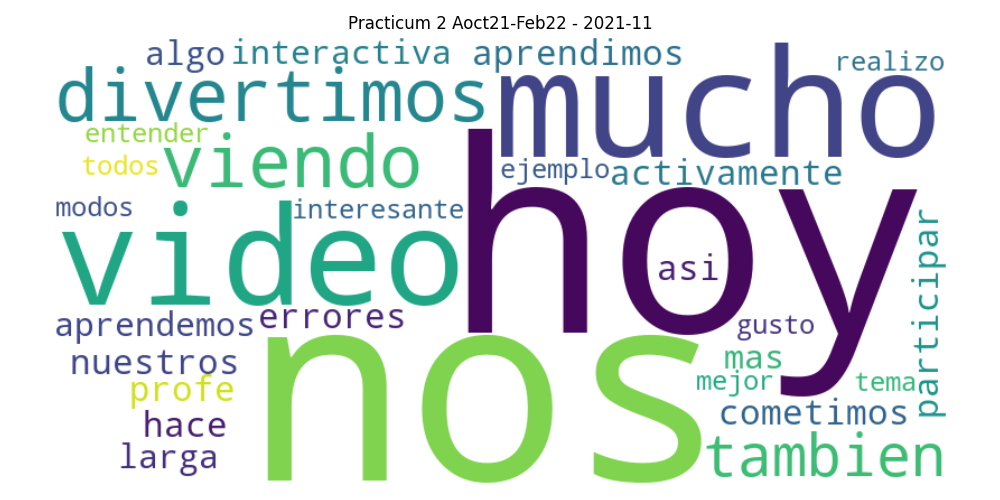 Practicum 2 Aoct21-Feb22 - 2021-11
algo
interactiva
aprendimos
realizo
divertimos
mucho
entender
todos
viendo
ejemplo
activamente
modos
interesante
hoy
video
asi
participar
aprendemos
errores
gusto
nos
nuestros
mas
profe
mejor
tema
hace
cometimos
larga
tambien